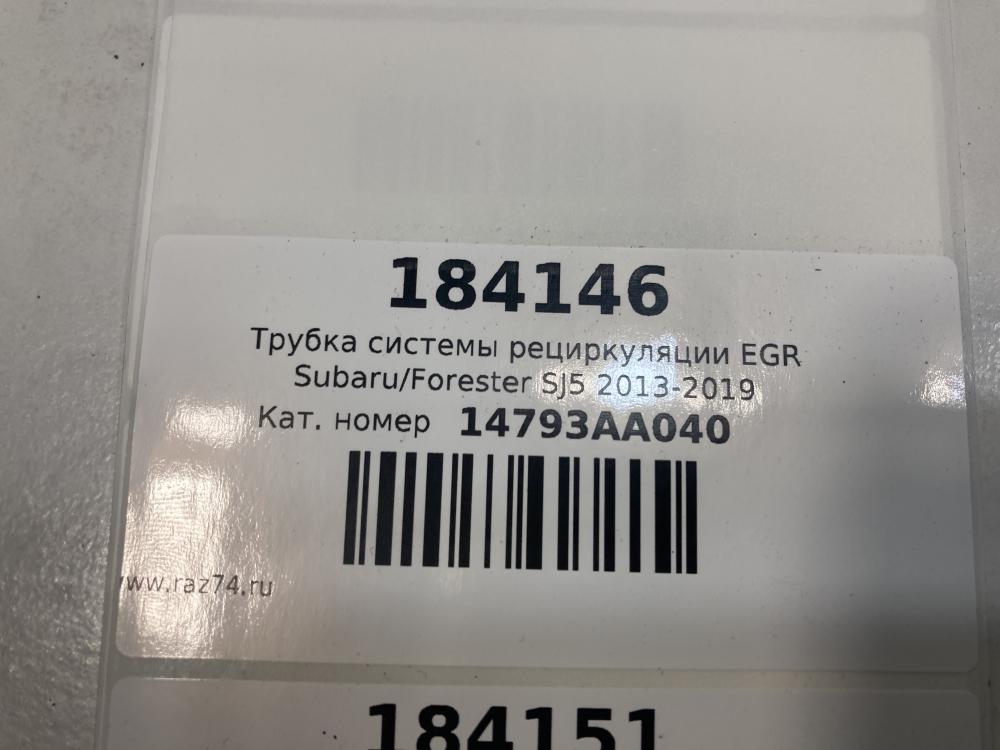 184146
Трубка системы рециркуляции EGR
Subaru/Forester SJ5 2013-2019
Кат. номер 14793AA040
www.raz74.ru
184151